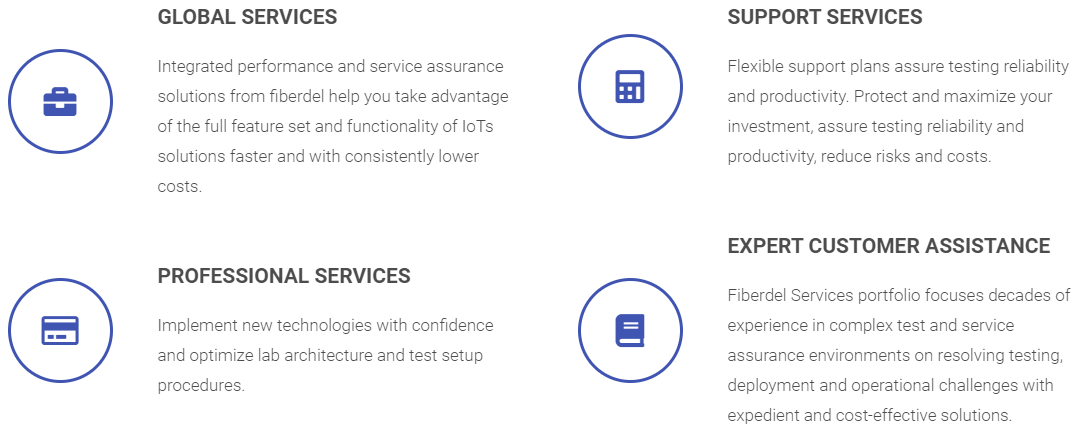 GLOBAL SERVICES
Integrated performance and service assurance
solutions from fiberdel help you take advantage
of the full feature set and functionality of IoTs
solutions faster and with consistently lower
costs.
SUPPORT SERVICES
Flexible support plans assure testing reliability
and productivity. Protect and maximize your
investment, assure testing reliability and
productivity, reduce risks and costs.
PROFESSIONAL SERVICES
Implement new technologies with confidence
and optimize lab architecture and test setup
procedures.
EXPERT CUSTOMER ASSISTANCE
Fiberdel Services portfolio focuses decades of
experience in complex test and service
assurance environments on resolving testing,
deployment and operational challenges with
expedient and cost-effective solutions.